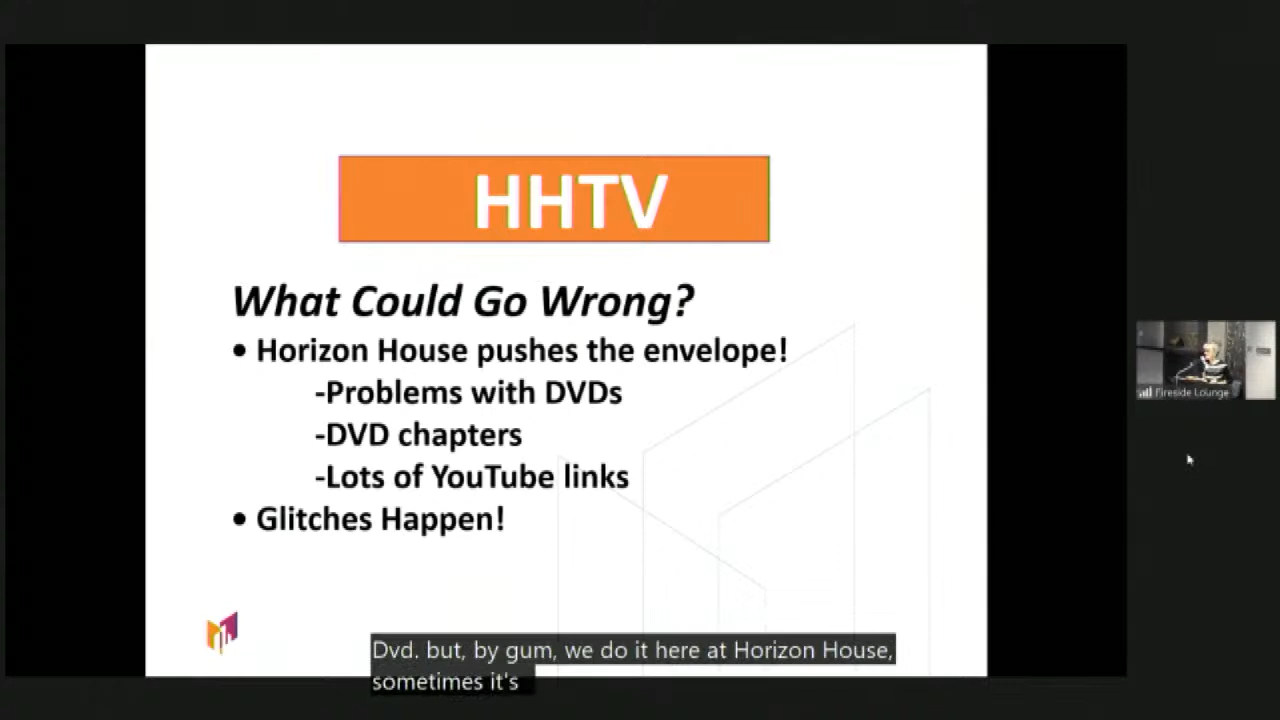 HHTV
What Could Go Wrong?
• Horizon House pushes the envelope!
-Problems with DVDs
-DVD chapters
-Lots of YouTube links
• Glitches Happen!
Fireside Lounge
Dvd. but, by gum, we do it here at Horizon House,
sometimes it's